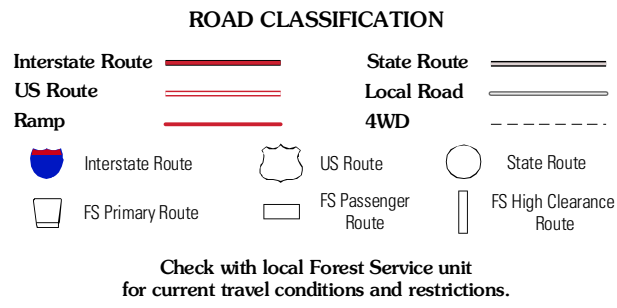 ROAD CLASSIFICATION
Interstate Route
State Route
US Route
Local Road
Ramp
4WD
Interstate Route
US Route
State Route
FS Primary Route
FS Passenger
Route
FS High Clearance
Route
Check with local Forest Service unit
for current travel conditions and restrictions.